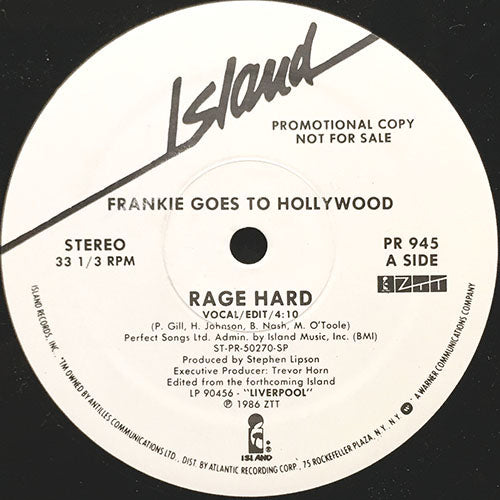 Island
PROMOTIONAL COPY
NOT FOR SALE
FRANKIE GOES TO HOLLYWOOD
STEREO
33 1/3 RPM
PR 945
A SIDE
ZTT
RAGE HARD
VOCAL/EDIT/4:10
(P. Gill, H. Johnson, B. Nash, M. O'Toole)
Perfect Songs Ltd. Admin. by Island Music, Inc. (BMI)
ST-PR-50270-SP
Produced by Stephen Lipson
Executive Producer: Trevor Horn
Edited from the forthcoming Island
LP 90456 - "LIVERPOOL"
Ⓟ 1986 ZTT
ISLAND
ISLAND RECORDS, INC. TM OWNED BY ANTILLES COMMUNICATIONS LTD., DIST. BY ATLANTIC RECORDING CORP., 75 ROCKEFELLER PLAZA, N.Y. N.Y. A WARNER COMMUNICATIONS COMPANY